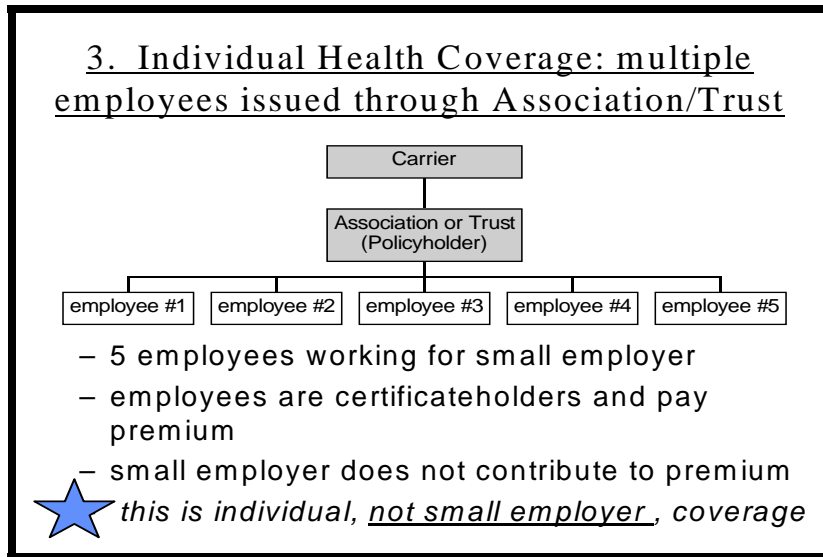 3. Individual Health Coverage: multiple
employees issued through Association/Trust
Carrier
Association or Trust
(Policyholder)
employee #1 employee #2 employee #3 employee #4 employee #5
– 5 employees working for small employer
– employees are certificateholders and pay
premium
– small employer does not contribute to premium
this is individual, not small employer , coverage